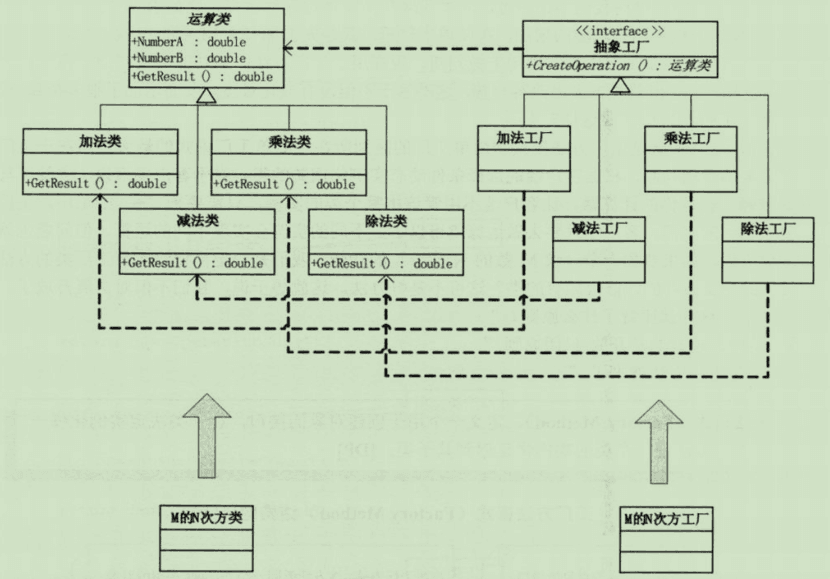 运算类
+NumberA : double
+NumberB : double
+GetResult () : double
<<interface >>
抽象工厂
+CreateOperation () : 运算类
加法类
+GetResult () : double
乘法类
+GetResult () : double
加法工厂
乘法工厂
减法类
+GetResult () : double
除法类
+GetResult () : double
减法工厂
除法工厂
M的N次方类
M的N次方工厂